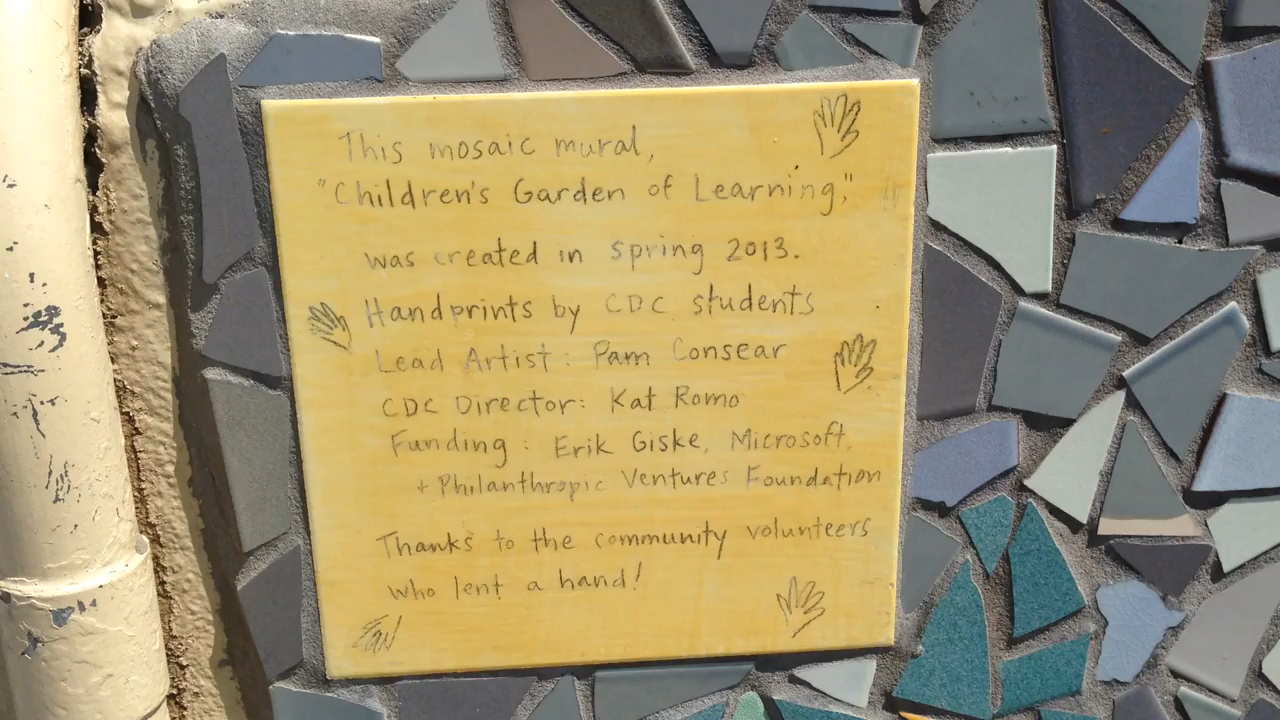 This mosaic mural,
"Children's Garden of Learning,"
was created in spring 2013.
Handprints by CDC students
Lead Artist: Pam Consear
CDC Director: Kat Romo
Funding: Erik Giske, Microsoft,
+ Philanthropic Ventures Foundation
Thanks to the community volunteers
who lent a hand!